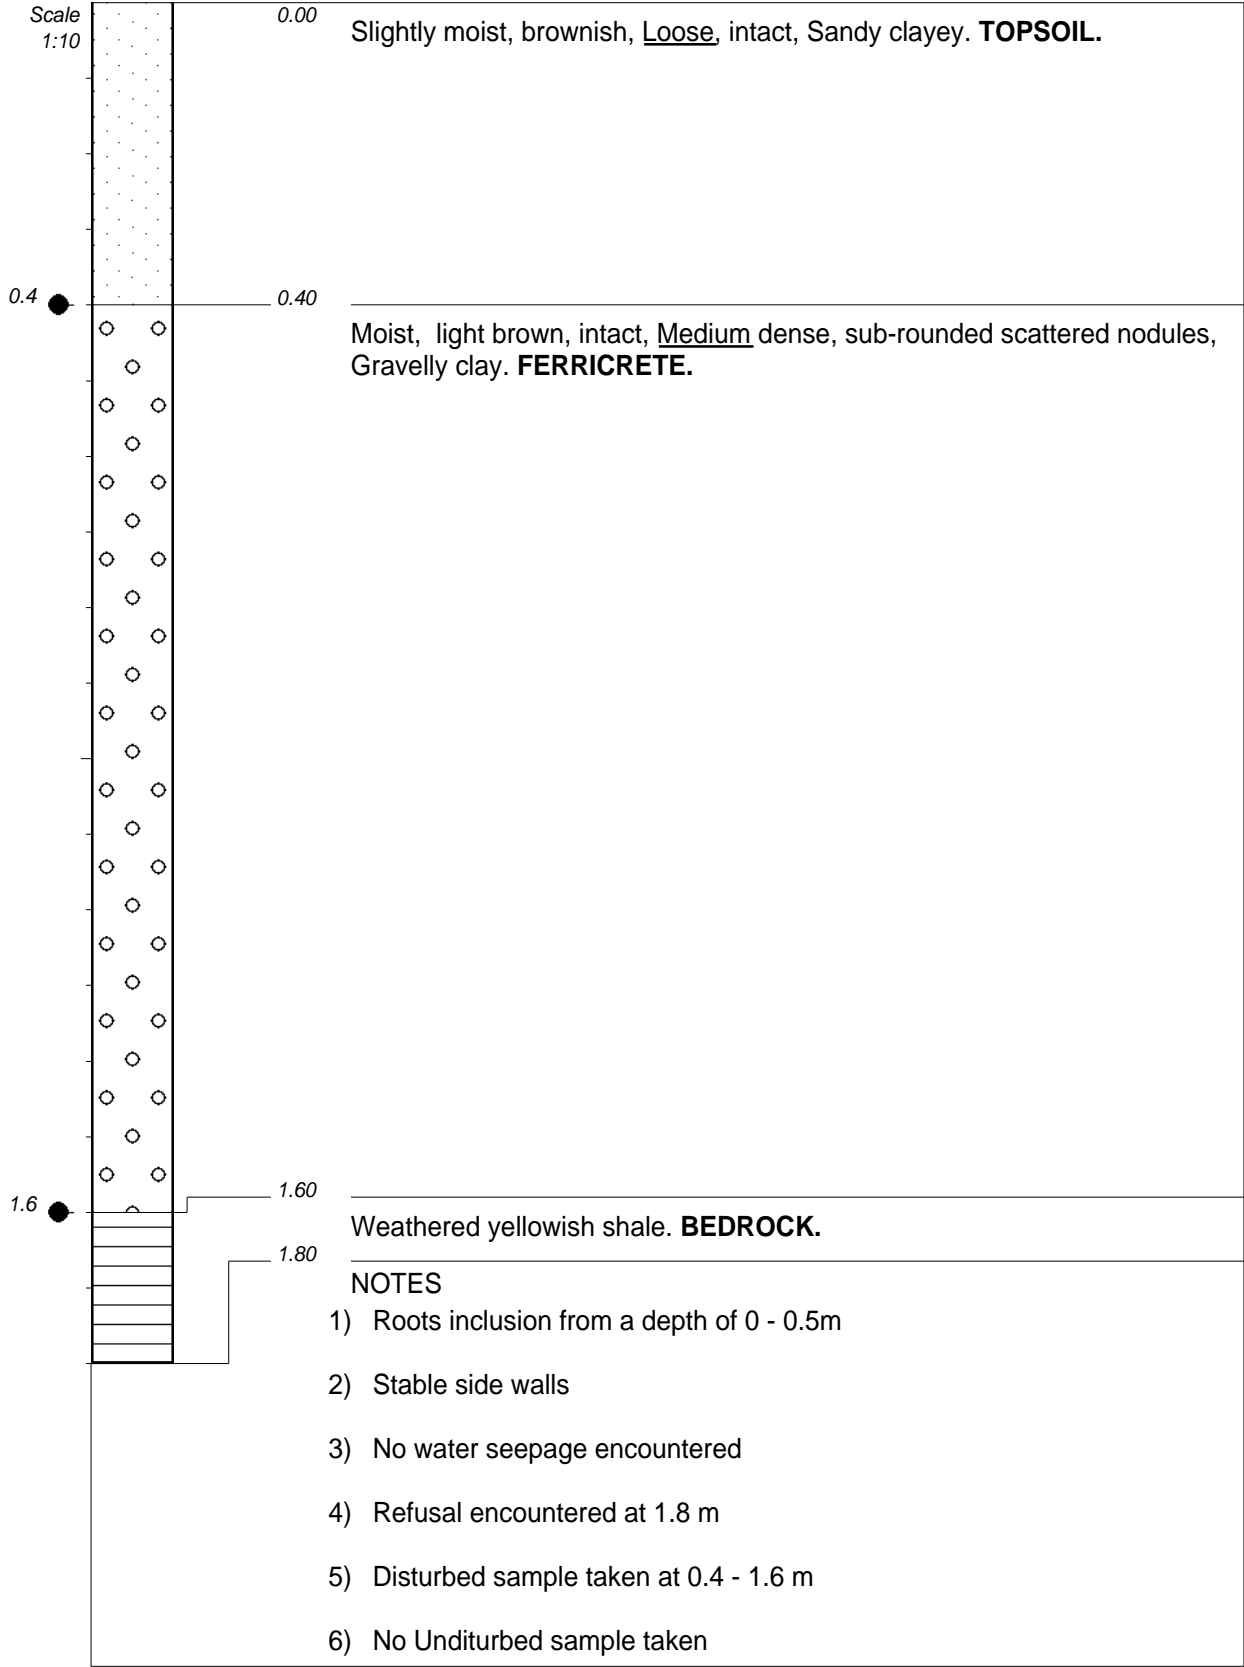 Scale
1:10
0.00
Slightly moist, brownish, Loose, intact, Sandy clayey. TOPSOIL.
0.4
0.40
Moist, light brown, intact, Medium dense, sub-rounded scattered nodules,
Gravelly clay. FERRICRETE.
1.6
1.60
Weathered yellowish shale. BEDROCK.
1.80
NOTES
1) Roots inclusion from a depth of 0 - 0.5m
2) Stable side walls
3) No water seepage encountered
4) Refusal encountered at 1.8 m
5) Disturbed sample taken at 0.4 - 1.6 m
6) No Unditurbed sample taken